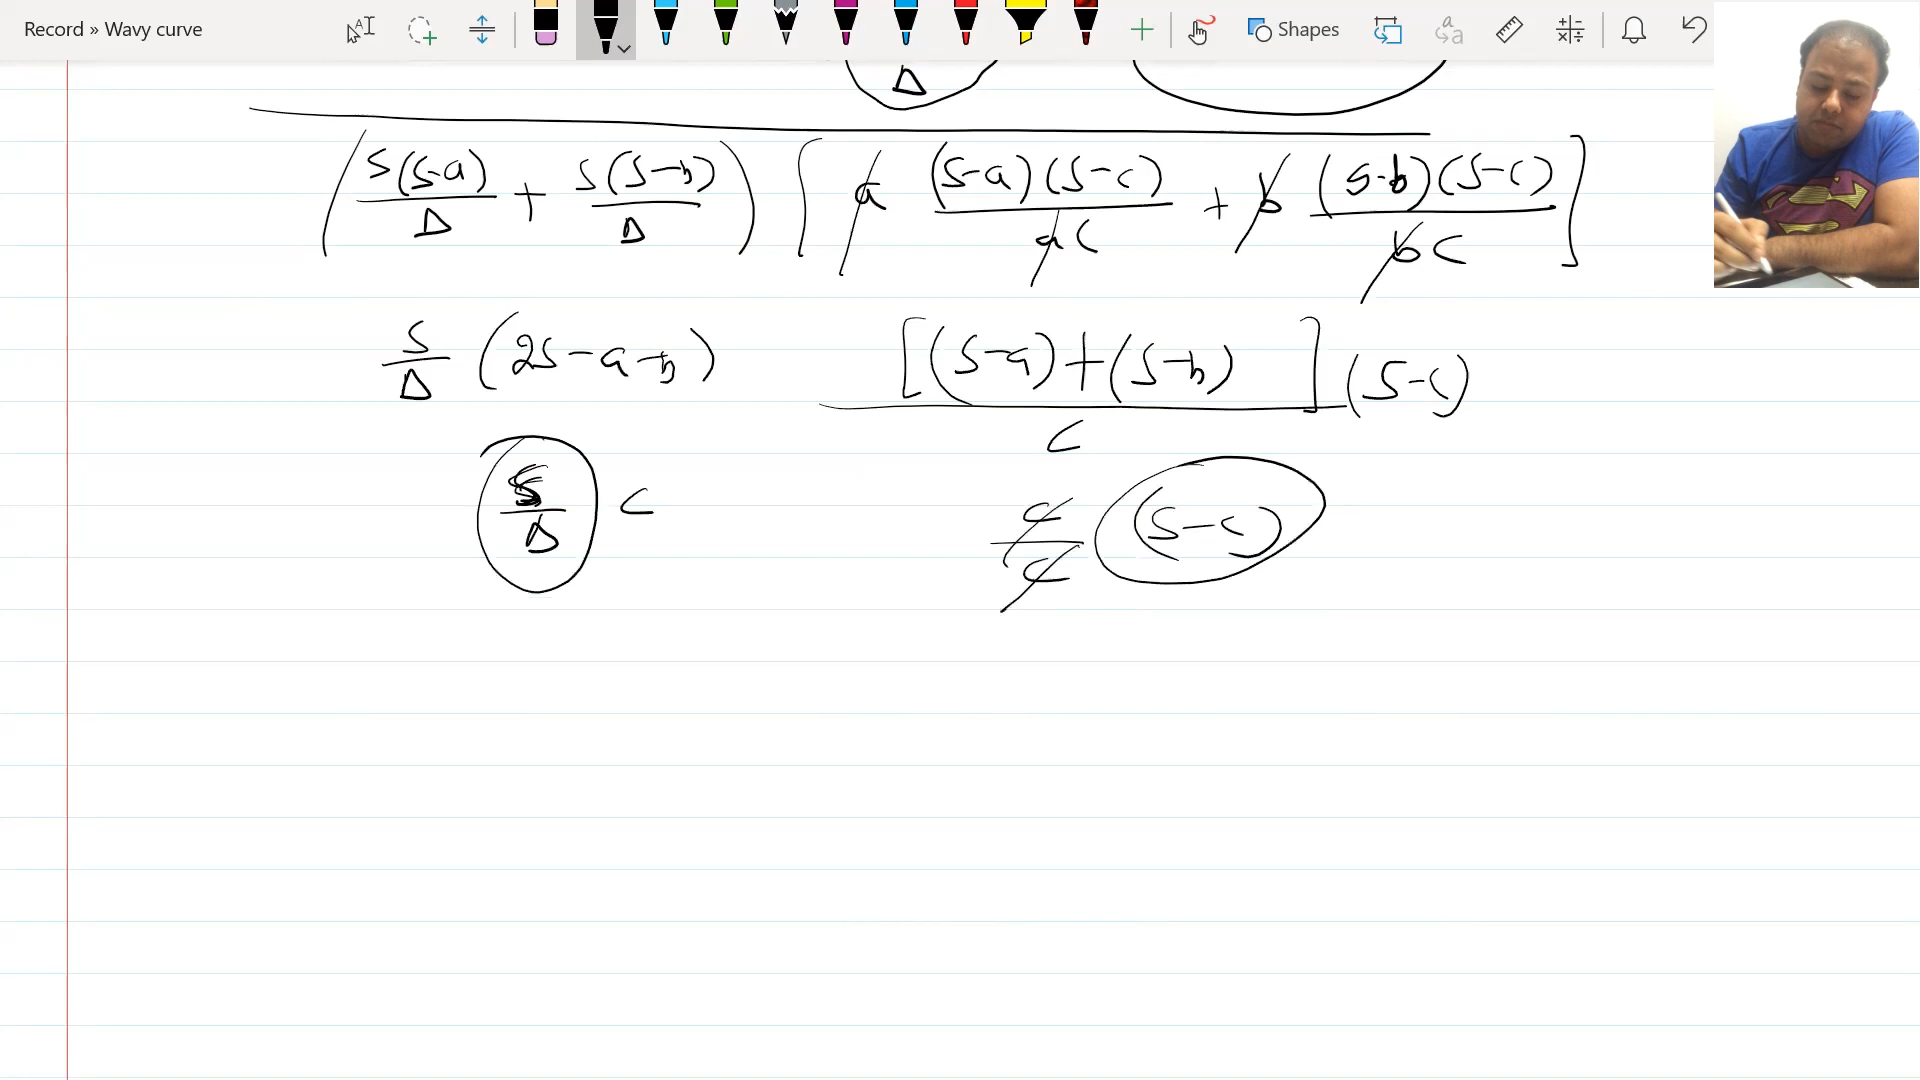 Record » Wavy curve
Shapes
Δ
(s(s-a)/Δ + s(s-b)/Δ) [a (s-a)(s-c)/ac + b (s-b)(s-c)/bc]
s/Δ (2s-a-b) [(s-a)+(s-b)] (s-c)/c
s/Δ c c/c (s-c)